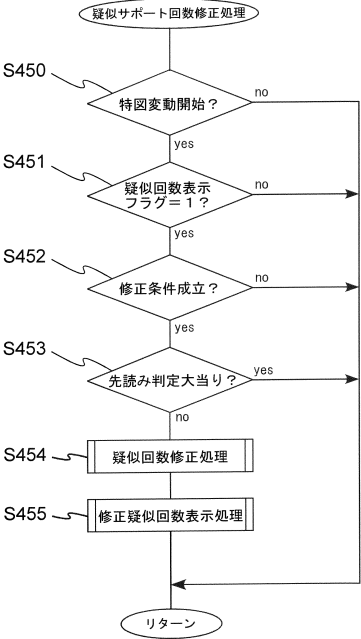 疑似サポート回数修正処理
S450
特図変動開始？
no
yes
S451
疑似回数表示
フラグ＝１？
no
yes
S452
修正条件成立？
no
yes
S453
先読み判定大当り？
yes
no
S454
疑似回数修正処理
S455
修正疑似回数表示処理
リターン